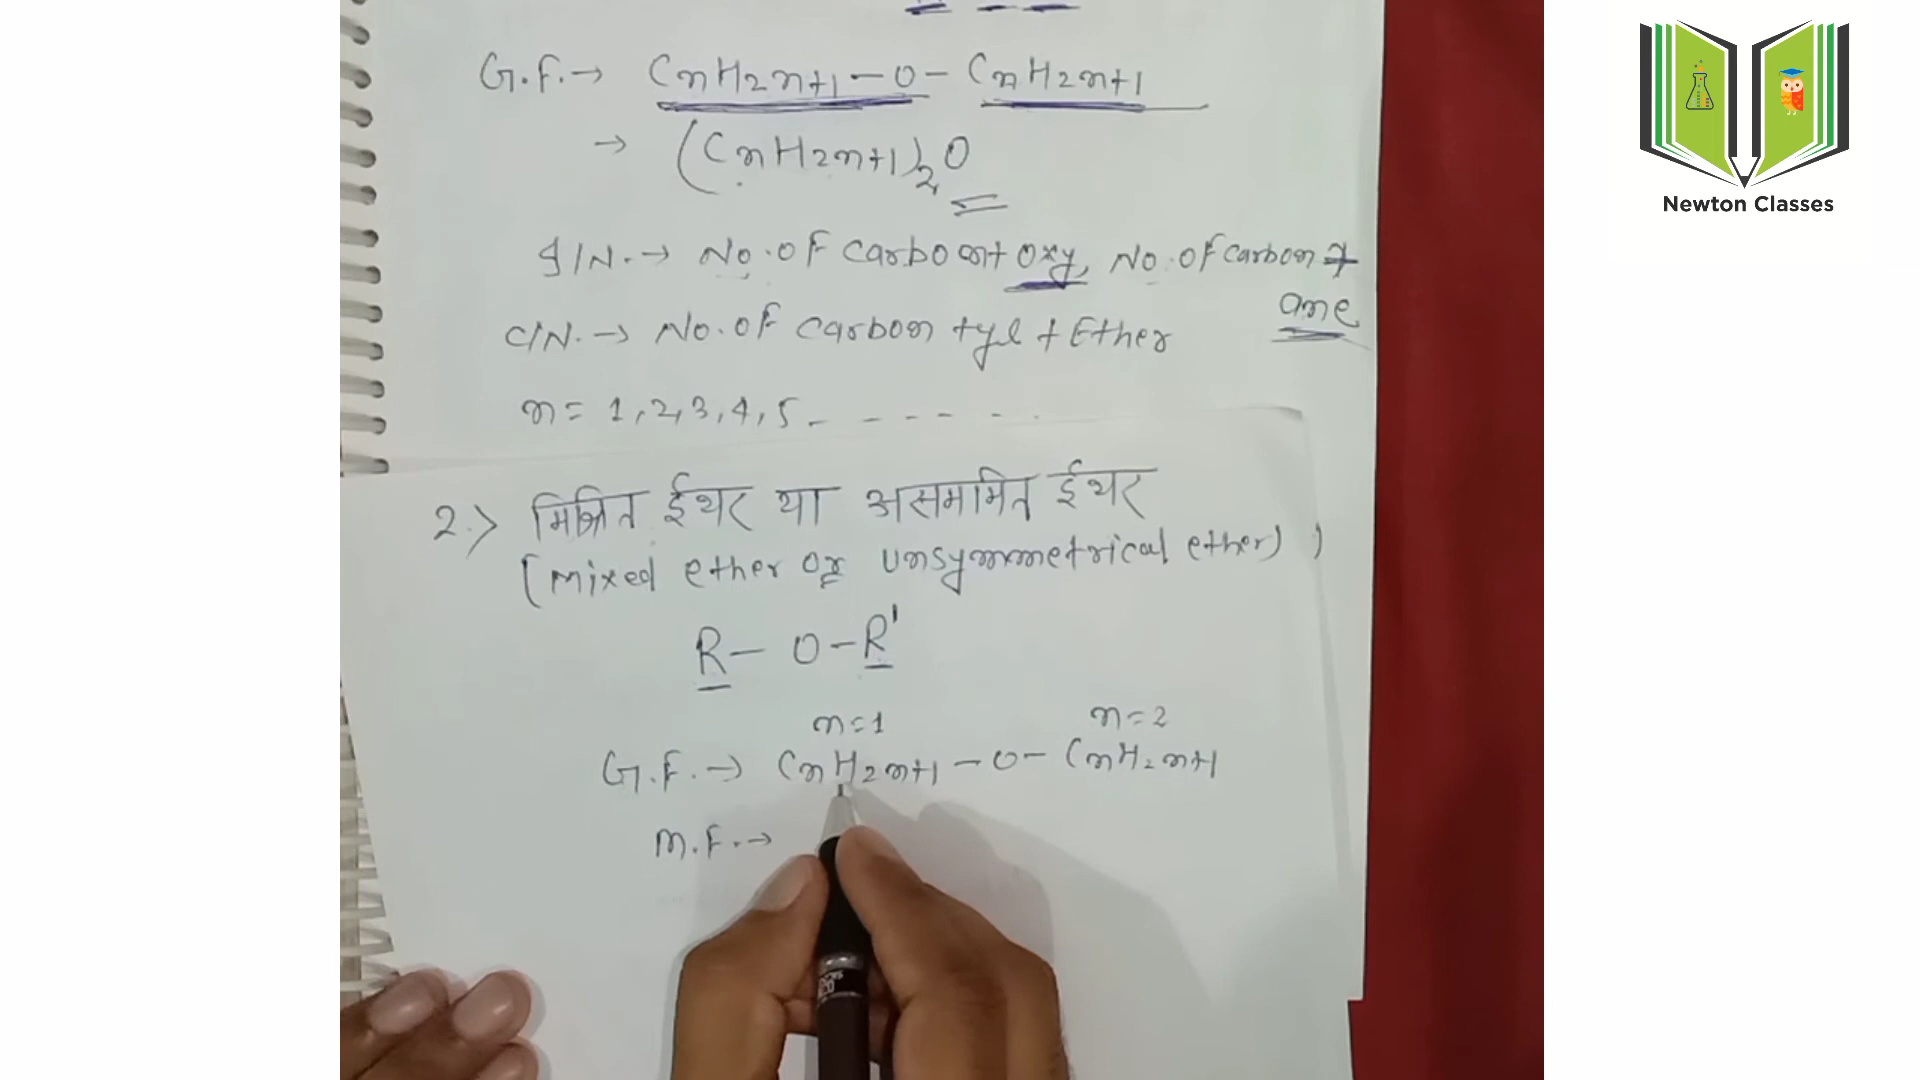 G.F. → CnH2n+1 - O - CnH2n+1
→ (CnH2n+1)2O
I/N. → No. of Carbon + oxy, No. of Carbon + ane
C/N. → No. of Carbon + yl + Ether
n = 1, 2, 3, 4, 5 - - - - - -
2.> मिश्रित ईथर या असममित ईथर
(mixed ether or unsymmetrical ether) )
R - O - R'
n=1 n=2
G.F. → CnH2n+1 - O - CnH2n+1
M.F. →
Newton Classes